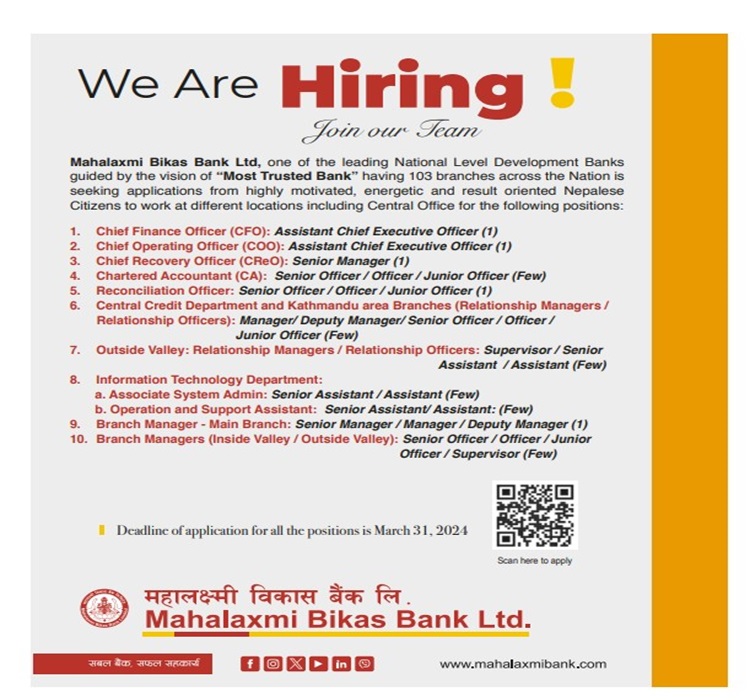 We Are Hiring !
Join our Team
Mahalaxmi Bikas Bank Ltd, one of the leading National Level Development Banks
guided by the vision of “Most Trusted Bank” having 103 branches across the Nation is
seeking applications from highly motivated, energetic and result oriented Nepalese
Citizens to work at different locations including Central Office for the following positions:
1. Chief Finance Officer (CFO): Assistant Chief Executive Officer (1)
2. Chief Operating Officer (COO): Assistant Chief Executive Officer (1)
3. Chief Recovery Officer (CReO): Senior Manager (1)
4. Chartered Accountant (CA): Senior Officer / Officer / Junior Officer (Few)
5. Reconciliation Officer: Senior Officer / Officer / Junior Officer (1)
6. Central Credit Department and Kathmandu area Branches (Relationship Managers /
Relationship Officers): Manager/ Deputy Manager/ Senior Officer / Officer /
Junior Officer (Few)
7. Outside Valley: Relationship Managers / Relationship Officers: Supervisor / Senior
Assistant / Assistant (Few)
8. Information Technology Department:
a. Associate System Admin: Senior Assistant / Assistant (Few)
b. Operation and Support Assistant: Senior Assistant/ Assistant: (Few)
9. Branch Manager - Main Branch: Senior Manager / Manager / Deputy Manager (1)
10. Branch Managers (Inside Valley / Outside Valley): Senior Officer / Officer / Junior
Officer / Supervisor (Few)
Deadline of application for all the positions is March 31, 2024
Scan here to apply
महालक्ष्मी विकास बैंक लि.
Mahalaxmi Bikas Bank Ltd.
सबल बैंक, सफल सहकार्य
www.mahalaxmibank.com